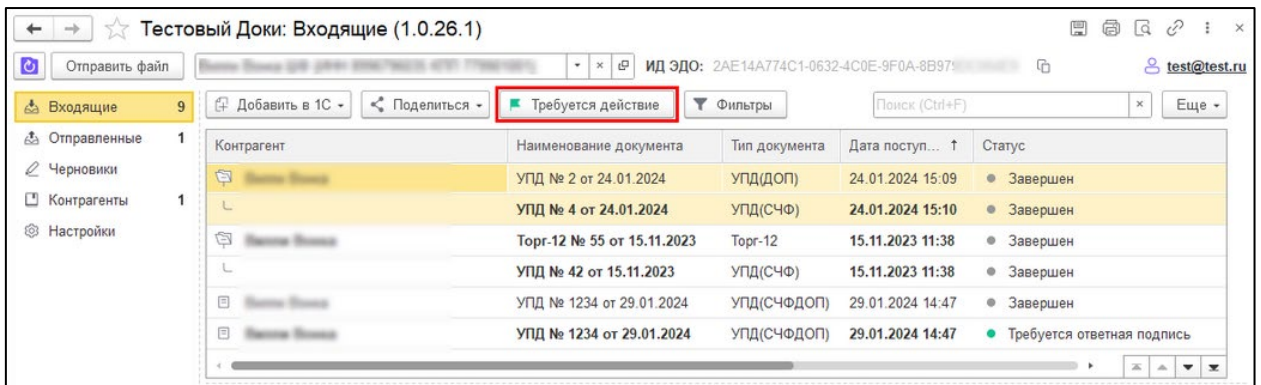 Тестовый Доки: Входящие (1.0.26.1)
Отправить файл ИД ЭДО: 2AE14A774C1-0632-4C0E-9F0A-8B97 test@test.ru
Входящие 9 Добавить в 1С Поделиться Требуется действие Фильтры Поиск (Ctrl+F) × Еще
Отправленные 1
Черновики
Контрагенты 1
Настройки
Контрагент Наименование документа Тип документа Дата поступ... ↑ Статус
УПД № 2 от 24.01.2024 УПД(ДОП) 24.01.2024 15:09 Завершен
УПД № 4 от 24.01.2024 УПД(СЧФ) 24.01.2024 15:10 Завершен
Торг-12 № 55 от 15.11.2023 Торг-12 15.11.2023 11:38 Завершен
УПД № 42 от 15.11.2023 УПД(СЧФ) 15.11.2023 11:38 Завершен
УПД № 1234 от 29.01.2024 УПД(СЧФДОП) 29.01.2024 14:47 Завершен
УПД № 1234 от 29.01.2024 УПД(СЧФДОП) 29.01.2024 14:47 Требуется ответная подпись